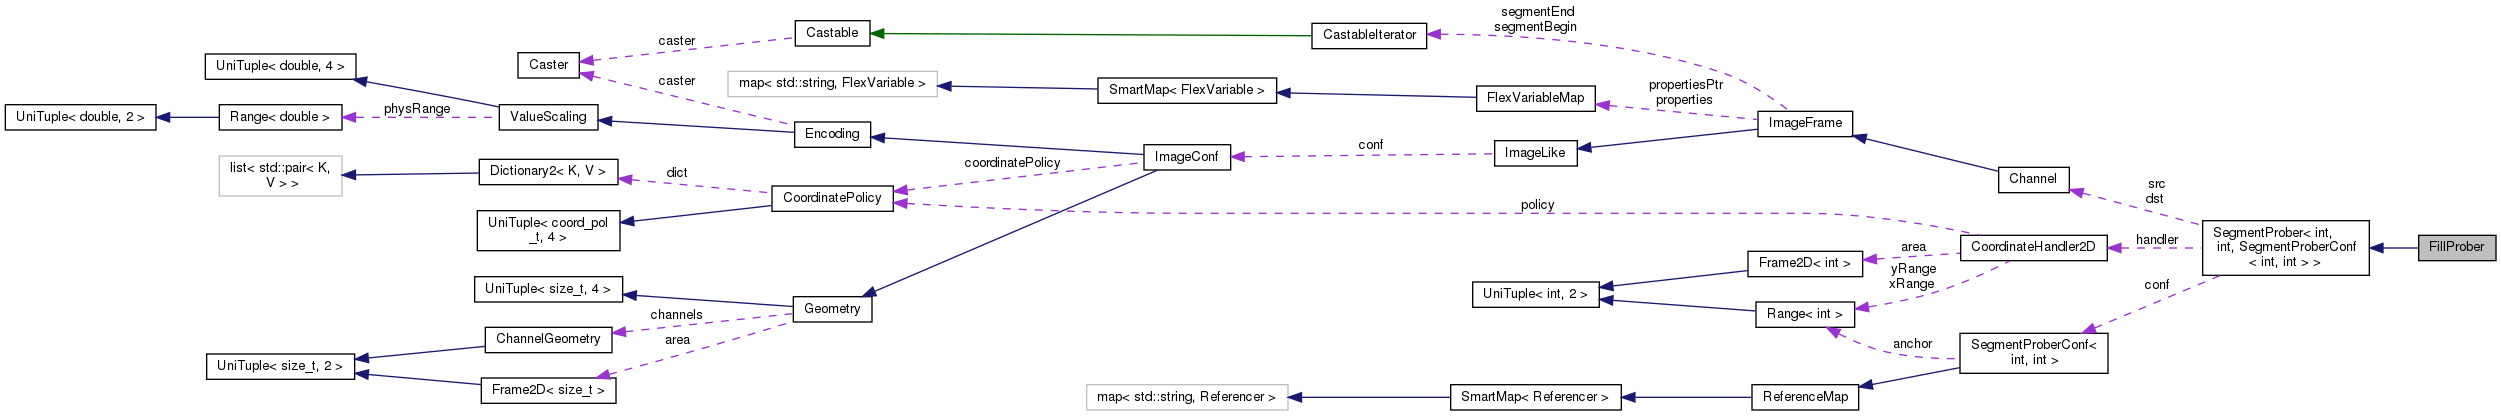 segmentEnd
segmentBegin
Castable
CastableIterator
caster
UniTuple< double, 4 >
Caster
caster
map< std::string, FlexVariable >
SmartMap< FlexVariable >
FlexVariableMap
propertiesPtr
properties
UniTuple< double, 2 >
Range< double >
physRange
ValueScaling
Encoding
ImageFrame
list< std::pair< K,
V > >
Dictionary2< K, V >
dict
coordinatePolicy
ImageConf
conf
ImageLike
Channel
CoordinatePolicy
src
dst
UniTuple< coord_pol
_t, 4 >
policy
CoordinateHandler2D
handler
SegmentProber< int,
int, SegmentProberConf
< int, int > >
FillProber
Frame2D< int >
area
yRange
xRange
UniTuple< size_t, 4 >
UniTuple< int, 2 >
conf
Geometry
Range< int >
channels
area
ChannelGeometry
anchor
SegmentProberConf<
int, int >
UniTuple< size_t, 2 >
Frame2D< size_t >
map< std::string, Referencer >
SmartMap< Referencer >
ReferenceMap